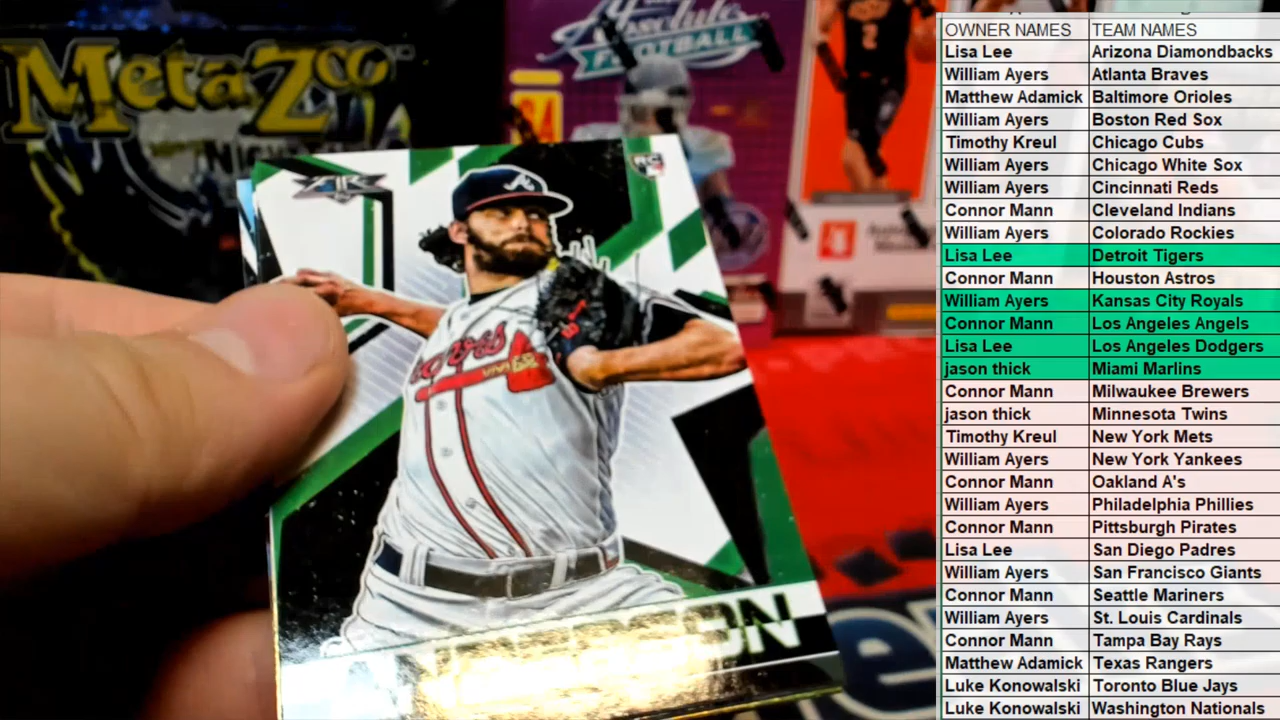 MetaZoo
Absolute
FOOTBALL
24
2
4
FIRE
RC
A
Braves
OWNER NAMES TEAM NAMES
Lisa Lee Arizona Diamondbacks
William Ayers Atlanta Braves
Matthew Adamick Baltimore Orioles
William Ayers Boston Red Sox
Timothy Kreul Chicago Cubs
William Ayers Chicago White Sox
William Ayers Cincinnati Reds
Connor Mann Cleveland Indians
William Ayers Colorado Rockies
Lisa Lee Detroit Tigers
Connor Mann Houston Astros
William Ayers Kansas City Royals
Connor Mann Los Angeles Angels
Lisa Lee Los Angeles Dodgers
jason thick Miami Marlins
Connor Mann Milwaukee Brewers
jason thick Minnesota Twins
Timothy Kreul New York Mets
William Ayers New York Yankees
Connor Mann Oakland A's
William Ayers Philadelphia Phillies
Connor Mann Pittsburgh Pirates
Lisa Lee San Diego Padres
William Ayers San Francisco Giants
Connor Mann Seattle Mariners
William Ayers St. Louis Cardinals
Connor Mann Tampa Bay Rays
Matthew Adamick Texas Rangers
Luke Konowalski Toronto Blue Jays
Luke Konowalski Washington Nationals